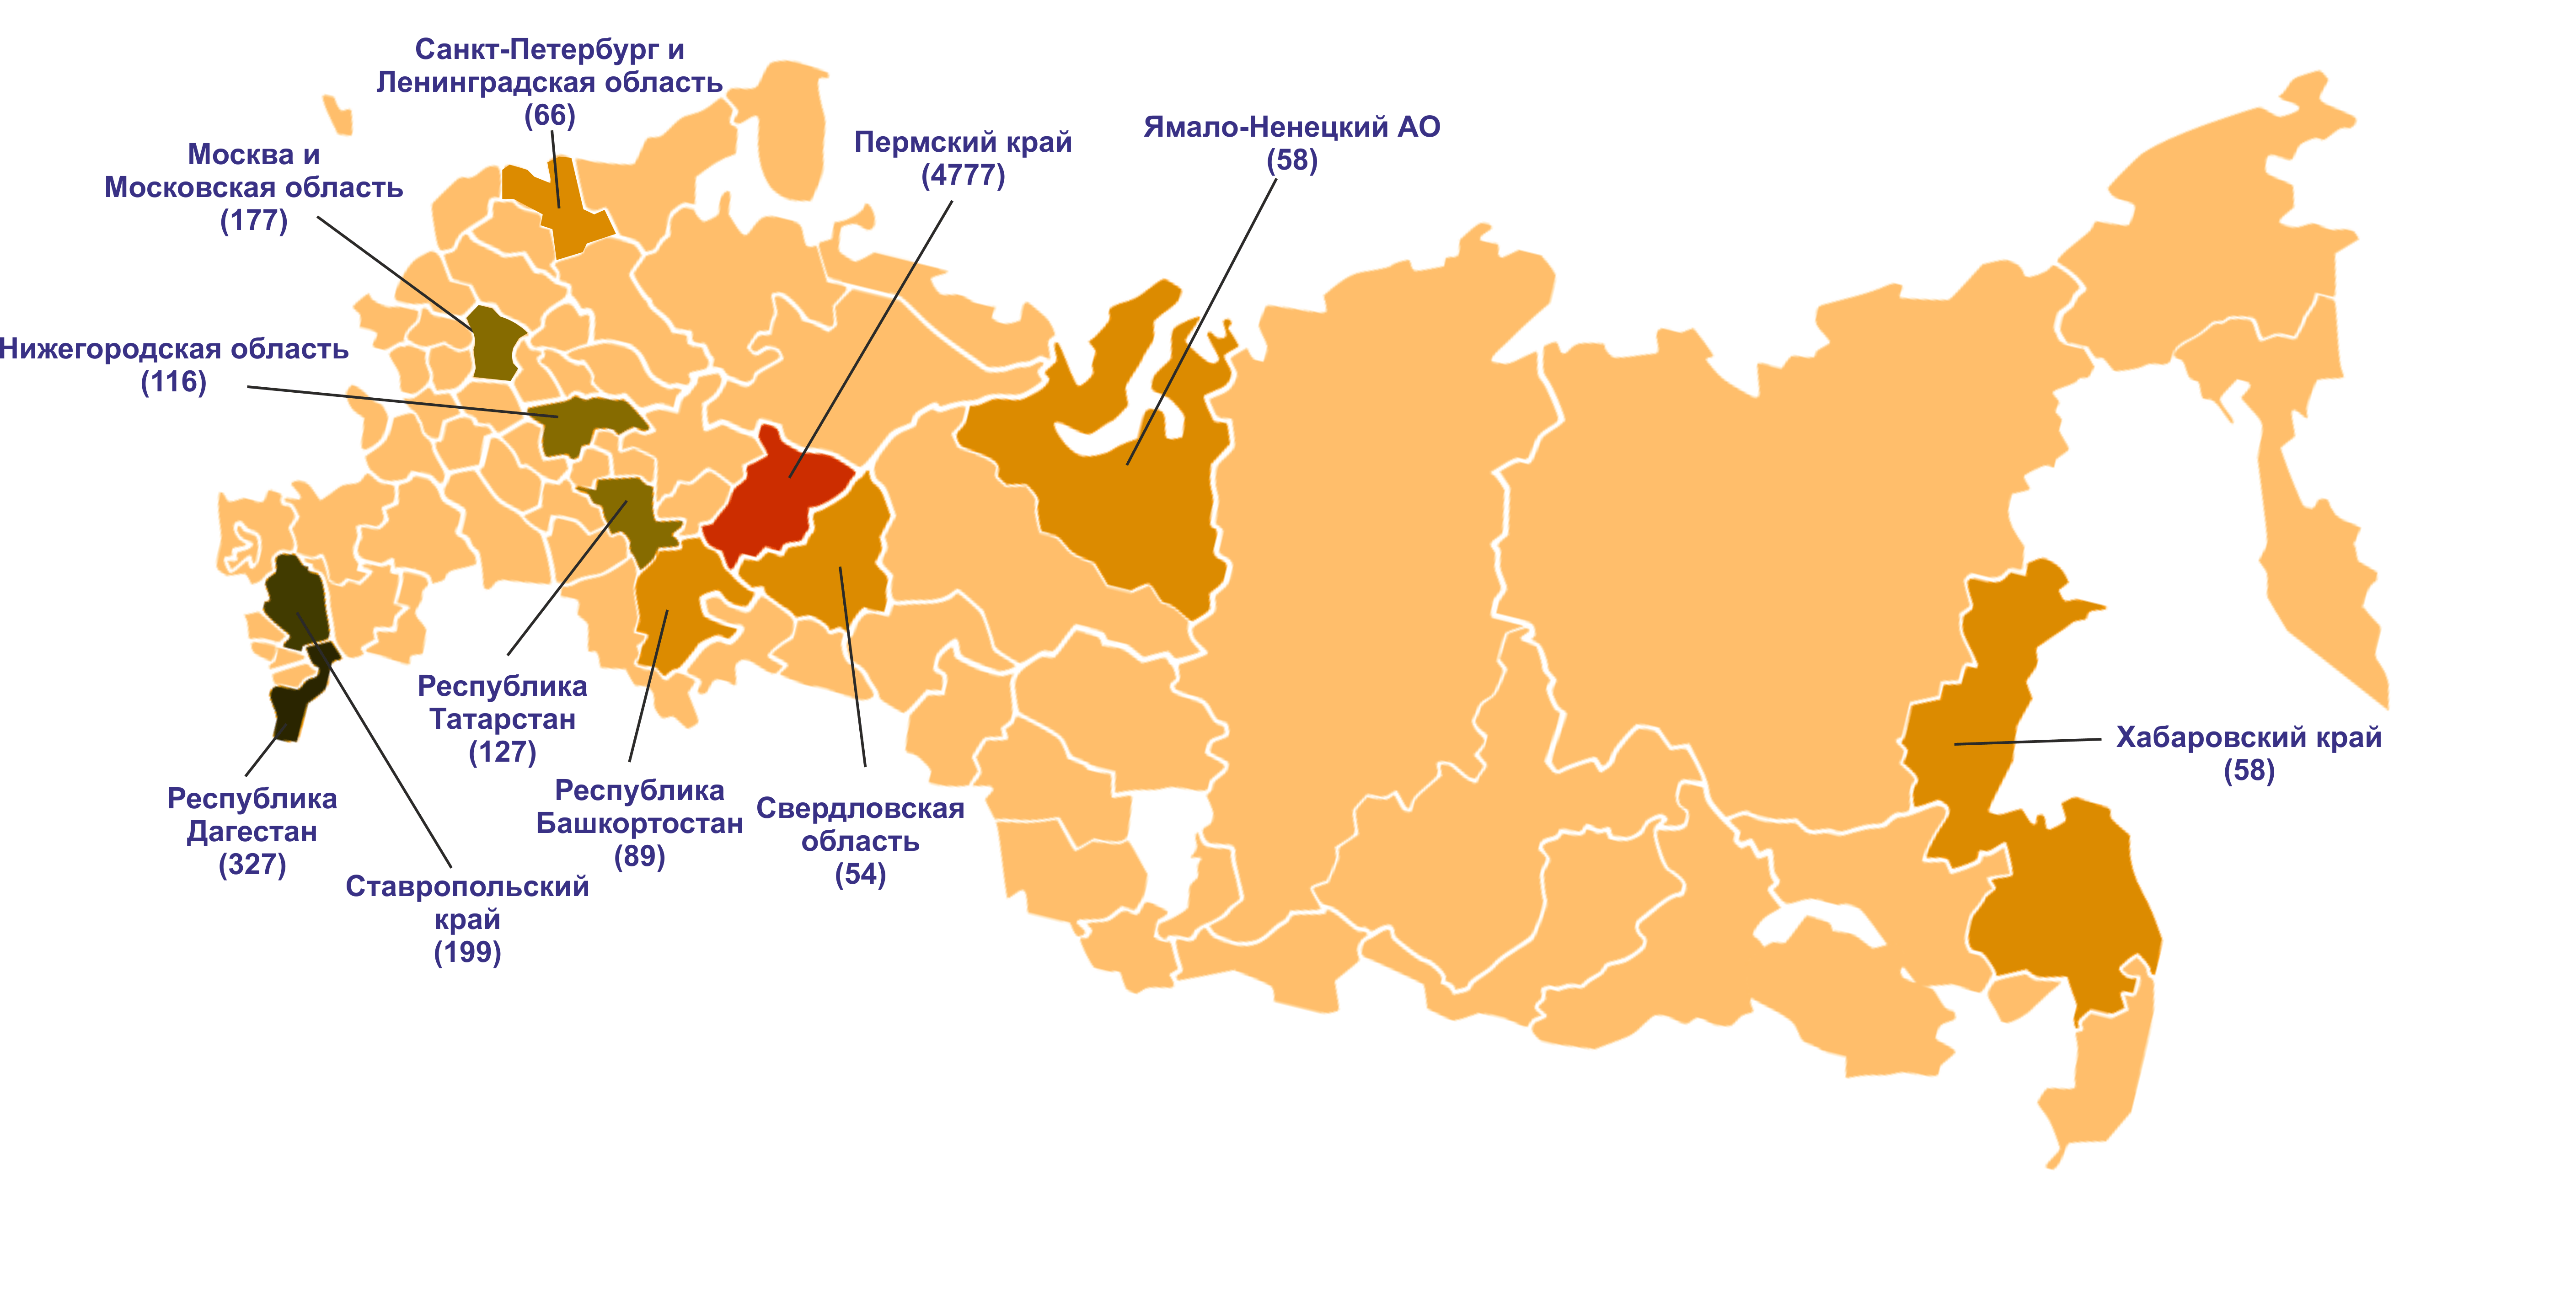 Санкт-Петербург и
Ленинградская область
(66)
Москва и
Московская область
(177)
Пермский край
(4777)
Ямало-Ненецкий АО
(58)
Нижегородская область
(116)
Республика
Татарстан
(127)
Республика
Дагестан
(327)
Ставропольский
край
(199)
Республика
Башкортостан
(89)
Свердловская
область
(54)
Хабаровский край
(58)